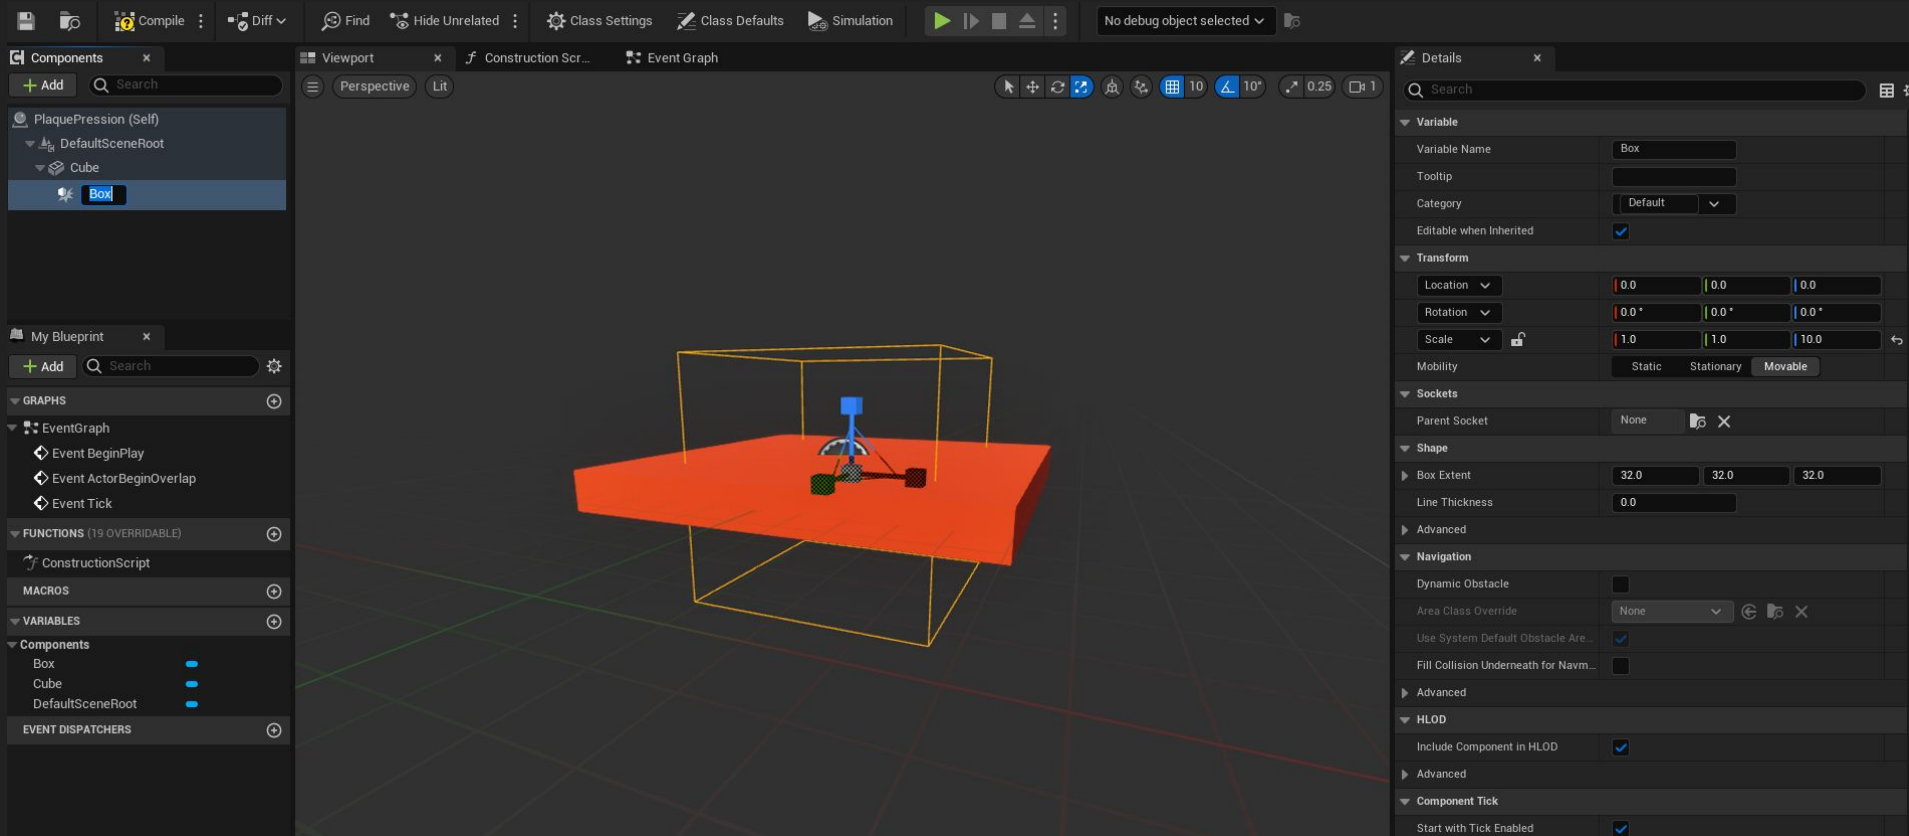 Compile
Diff
Find
Hide Unrelated
Class Settings
Class Defaults
Simulation
No debug object selected
Components
Add
Search
PlaquePression (Self)
DefaultSceneRoot
Cube
Box
My Blueprint
Add
Search
GRAPHS
EventGraph
Event BeginPlay
Event ActorBeginOverlap
Event Tick
FUNCTIONS (19 OVERRIDABLE)
ConstructionScript
MACROS
VARIABLES
Components
Box
Cube
DefaultSceneRoot
EVENT DISPATCHERS
Viewport
Construction Scr...
Event Graph
Perspective
Lit
10
10°
0.25
1
Details
Search
Variable
Variable Name Box
Tooltip
Category Default
Editable when Inherited
Transform
Location 0.0 0.0 0.0
Rotation 0.0 ° 0.0 ° 0.0 °
Scale 1.0 1.0 10.0
Mobility Static Stationary Movable
Sockets
Parent Socket None
Shape
Box Extent 32.0 32.0 32.0
Line Thickness 0.0
Advanced
Navigation
Dynamic Obstacle
Area Class Override None
Use System Default Obstacle Are...
Fill Collision Underneath for Navm...
Advanced
HLOD
Include Component in HLOD
Advanced
Component Tick
Start with Tick Enabled